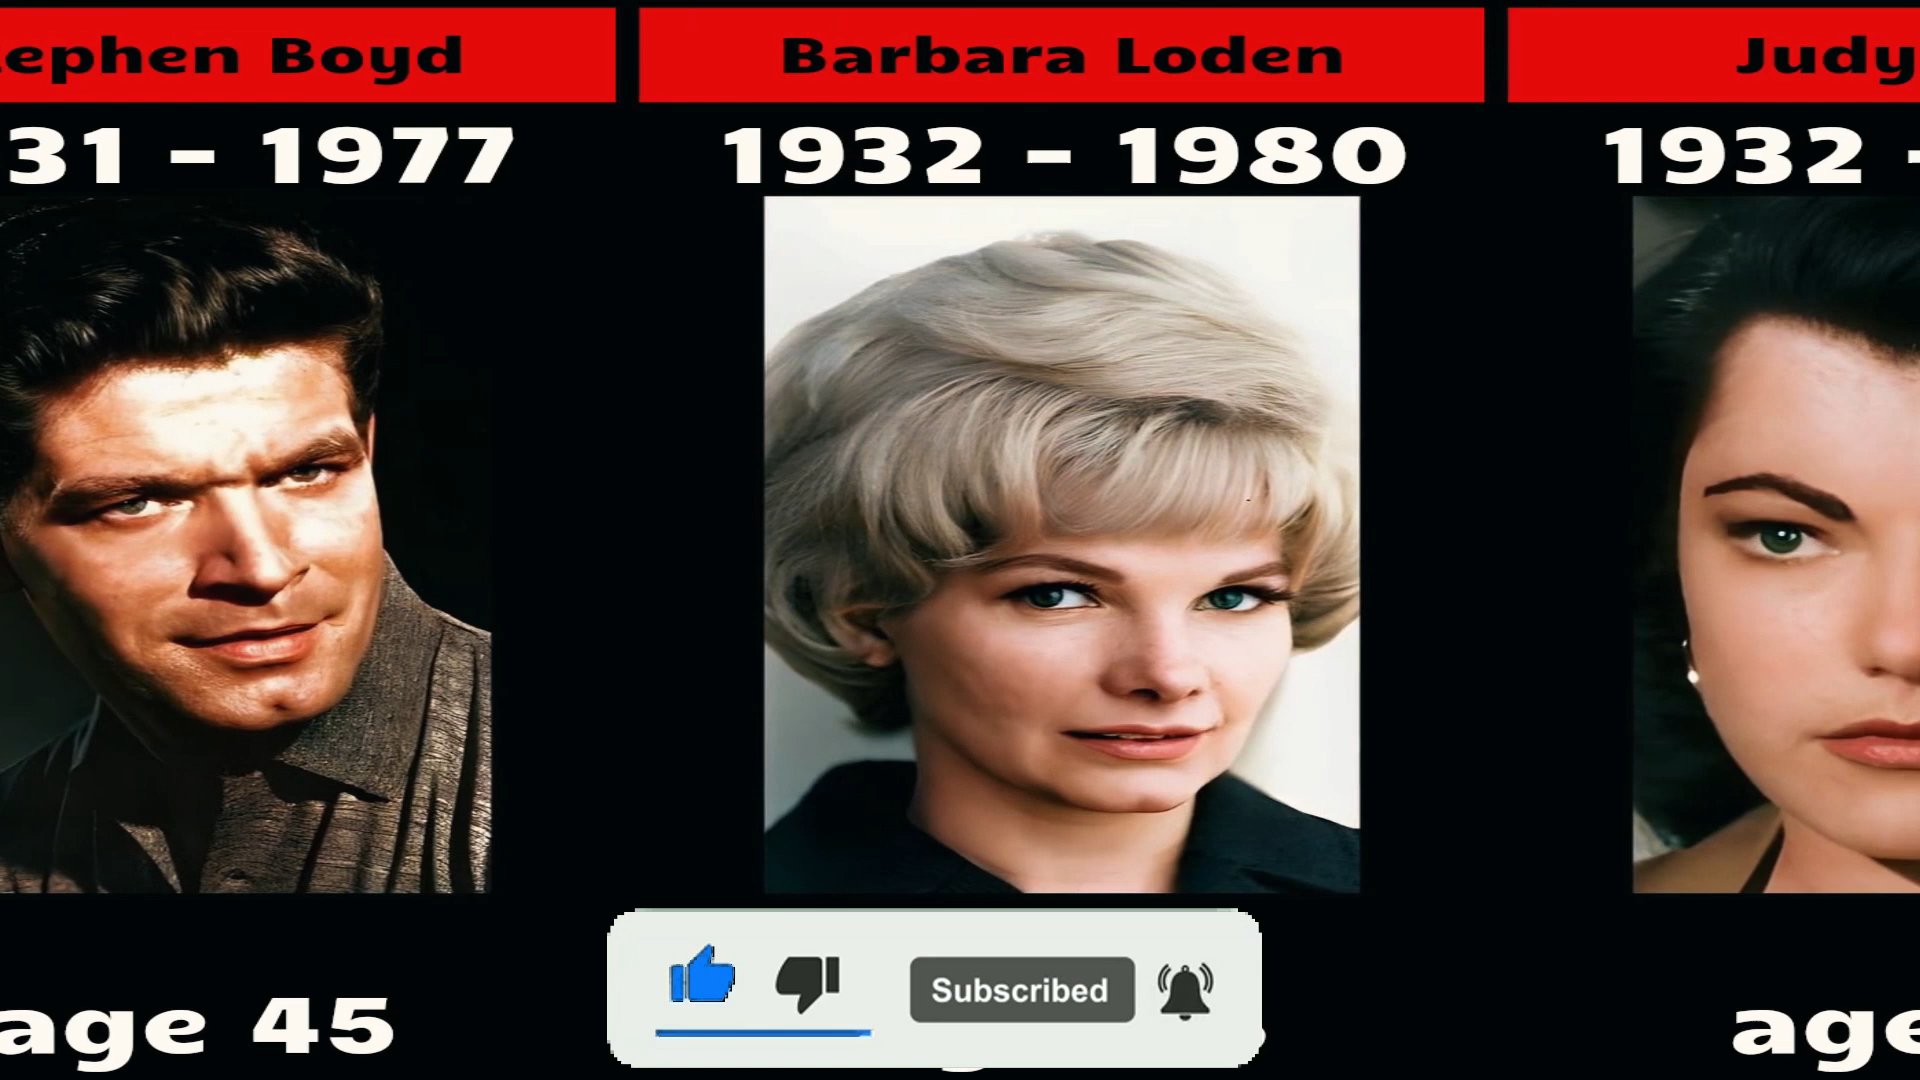 ephen Boyd
Barbara Loden
Judy
31 - 1977
1932 - 1980
1932 -
age 45
Subscribed
age